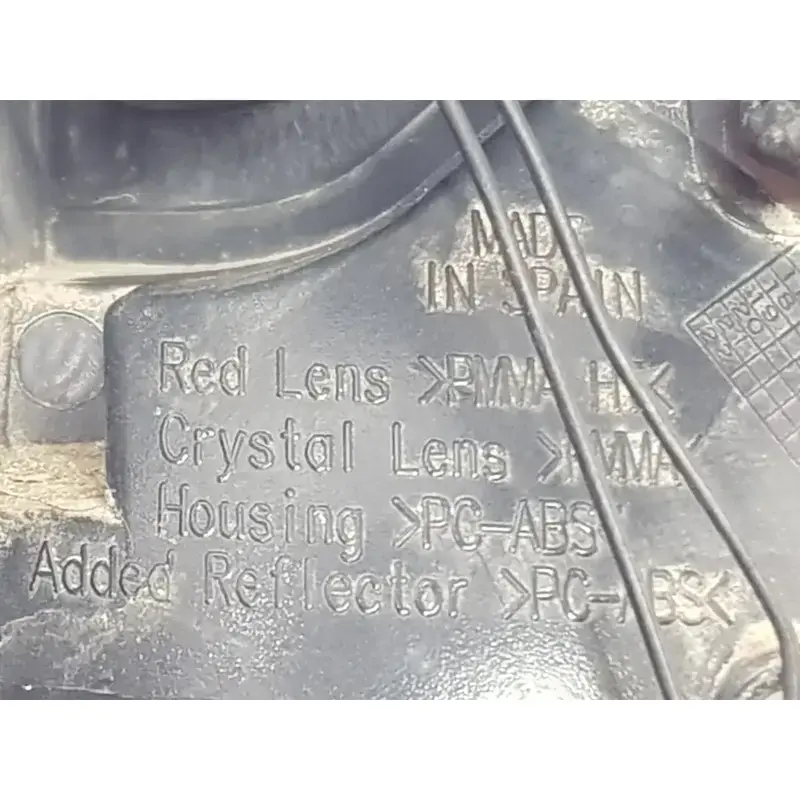 MADE
IN SPAIN
Red Lens >PMMA HI<
Crystal Lens >PMMA<
Housing >PC-ABS<
Added Reflector >PC-ABS<